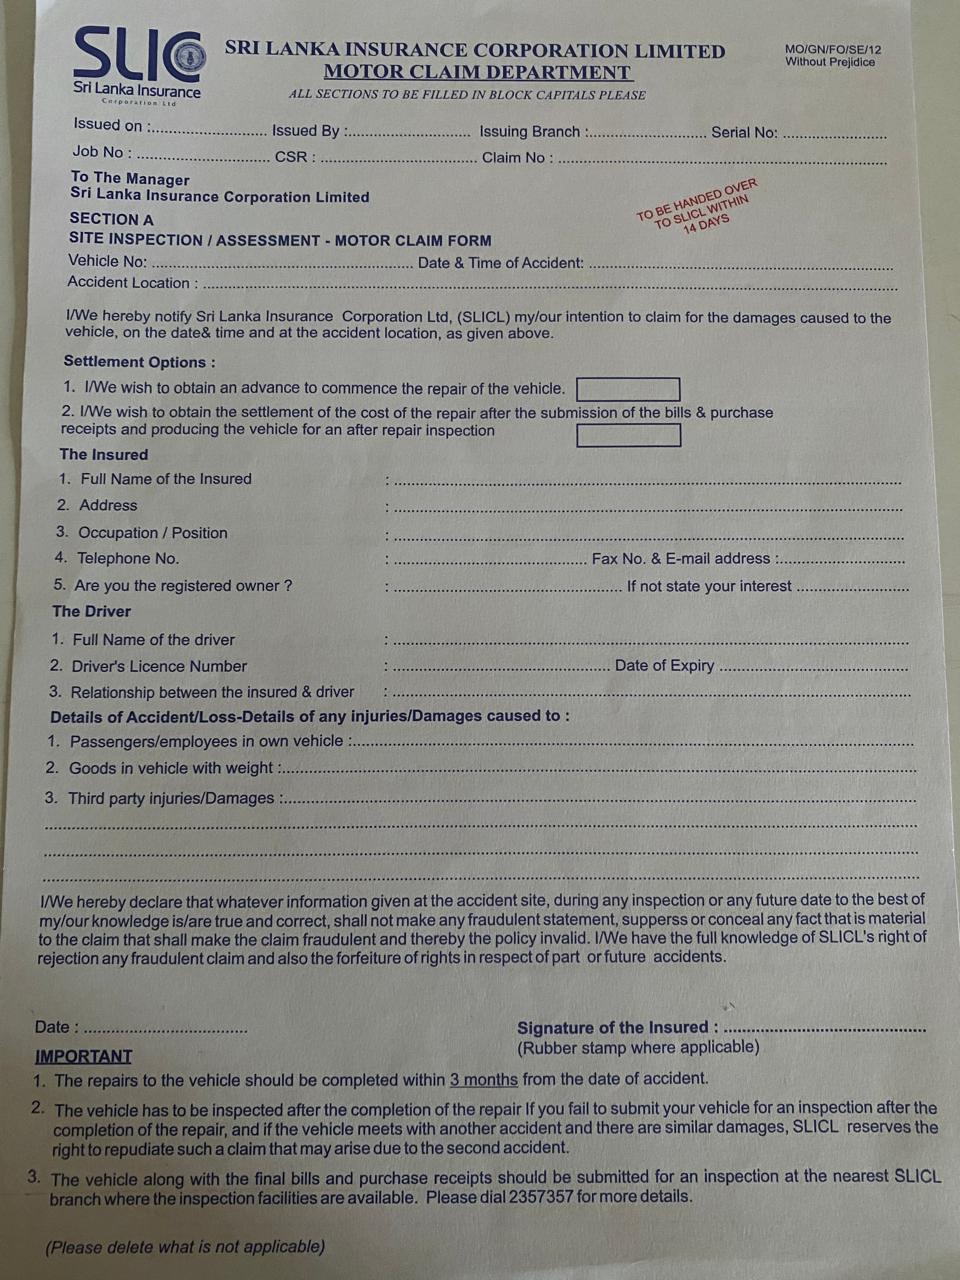 SLIC
Sri Lanka Insurance
Corporation Ltd
SRI LANKA INSURANCE CORPORATION LIMITED
MOTOR CLAIM DEPARTMENT
ALL SECTIONS TO BE FILLED IN BLOCK CAPITALS PLEASE
MO/GN/FO/SE/12
Without Prejidice
Issued on :........................... Issued By :............................ Issuing Branch :........................... Serial No: ........................
Job No : ............................... CSR : .................................... Claim No : ............................................................................
To The Manager
Sri Lanka Insurance Corporation Limited
TO BE HANDED OVER
TO SLICL WITHIN
14 DAYS
SECTION A
SITE INSPECTION / ASSESSMENT - MOTOR CLAIM FORM
Vehicle No: ............................................................. Date & Time of Accident: .......................................................................
Accident Location : ..................................................................................................................................................................
I/We hereby notify Sri Lanka Insurance Corporation Ltd, (SLICL) my/our intention to claim for the damages caused to the
vehicle, on the date& time and at the accident location, as given above.
Settlement Options :
1. I/We wish to obtain an advance to commence the repair of the vehicle.
2. I/We wish to obtain the settlement of the cost of the repair after the submission of the bills & purchase
receipts and producing the vehicle for an after repair inspection
The Insured
1. Full Name of the Insured : ......................................................................................................................
2. Address : ......................................................................................................................
3. Occupation / Position : ......................................................................................................................
4. Telephone No. : ............................................. Fax No. & E-mail address :.............................
5. Are you the registered owner ? : ..................................................... If not state your interest ..........................
The Driver
1. Full Name of the driver : ......................................................................................................................
2. Driver's Licence Number : .................................................. Date of Expiry ...........................................
3. Relationship between the insured & driver : ......................................................................................................................
Details of Accident/Loss-Details of any injuries/Damages caused to :
1. Passengers/employees in own vehicle :..................................................................................................................................
2. Goods in vehicle with weight :...................................................................................................................................................
3. Third party injuries/Damages :..................................................................................................................................................
..............................................................................................................................................................................................................
..............................................................................................................................................................................................................
..............................................................................................................................................................................................................
I/We hereby declare that whatever information given at the accident site, during any inspection or any future date to the best of
my/our knowledge is/are true and correct, shall not make any fraudulent statement, supperss or conceal any fact that is material
to the claim that shall make the claim fraudulent and thereby the policy invalid. I/We have the full knowledge of SLICL's right of
rejection any fraudulent claim and also the forfeiture of rights in respect of part or future accidents.
Date : ......................................
Signature of the Insured : ...............................................
(Rubber stamp where applicable)
IMPORTANT
1. The repairs to the vehicle should be completed within 3 months from the date of accident.
2. The vehicle has to be inspected after the completion of the repair If you fail to submit your vehicle for an inspection after the
completion of the repair, and if the vehicle meets with another accident and there are similar damages, SLICL reserves the
right to repudiate such a claim that may arise due to the second accident.
3. The vehicle along with the final bills and purchase receipts should be submitted for an inspection at the nearest SLICL
branch where the inspection facilities are available. Please dial 2357357 for more details.
(Please delete what is not applicable)